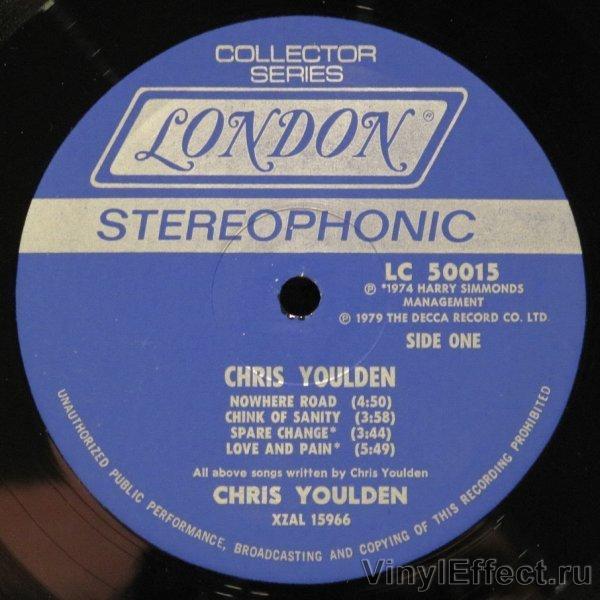 COLLECTOR
SERIES
LONDON®
STEREOPHONIC
LC 50015
℗ *1974 HARRY SIMMONDS
MANAGEMENT
℗ 1979 THE DECCA RECORD CO. LTD.
SIDE ONE
CHRIS YOULDEN
NOWHERE ROAD (4:50)
CHINK OF SANITY (3:58)
SPARE CHANGE* (3:44)
LOVE AND PAIN* (5:49)
All above songs written by Chris Youlden
CHRIS YOULDEN
XZAL 15966
UNAUTHORIZED PUBLIC PERFORMANCE, BROADCASTING AND COPYING OF THIS RECORDING PROHIBITED.
VinylEffect.ru